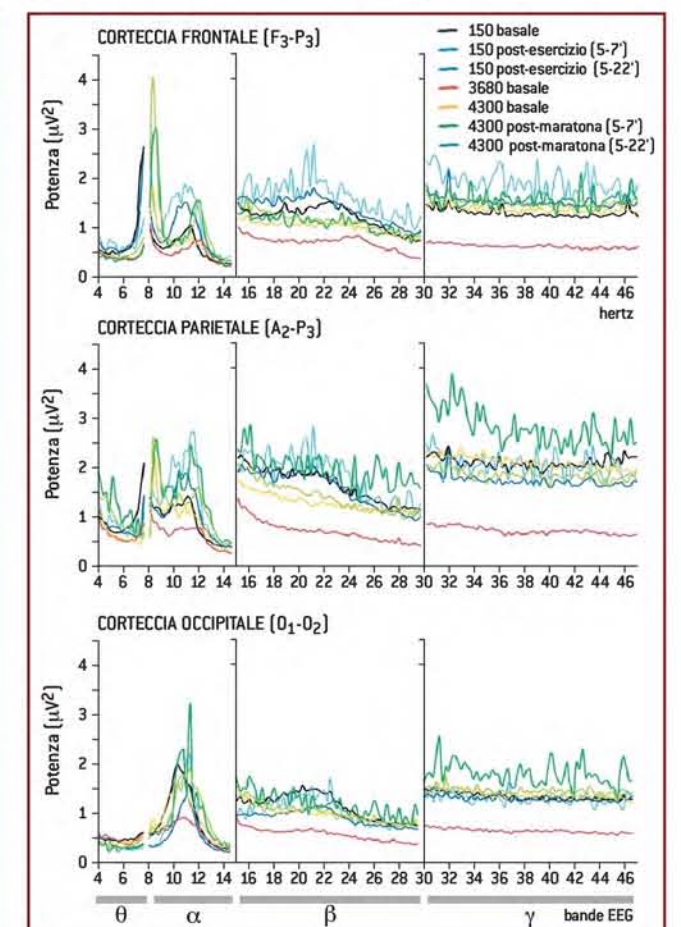 CORTECCIA FRONTALE (F3-P3)
150 basale
150 post-esercizio (5-7')
150 post-esercizio (5-22')
3680 basale
4300 basale
4300 post-maratona (5-7')
4300 post-maratona (5-22')
Potenza (μV²)
4
3
2
1
0
4 6 8 10 12 14 16 18 20 22 24 26 28 30 32 34 36 38 40 42 44 46
hertz
CORTECCIA PARIETALE (A2-P3)
Potenza (μV²)
4
3
2
1
0
4 6 8 10 12 14 16 18 20 22 24 26 28 30 32 34 36 38 40 42 44 46
CORTECCIA OCCIPITALE (O1-O2)
Potenza (μV²)
4
3
2
1
0
4 6 8 10 12 14 16 18 20 22 24 26 28 30 32 34 36 38 40 42 44 46
θ α β γ bande EEG